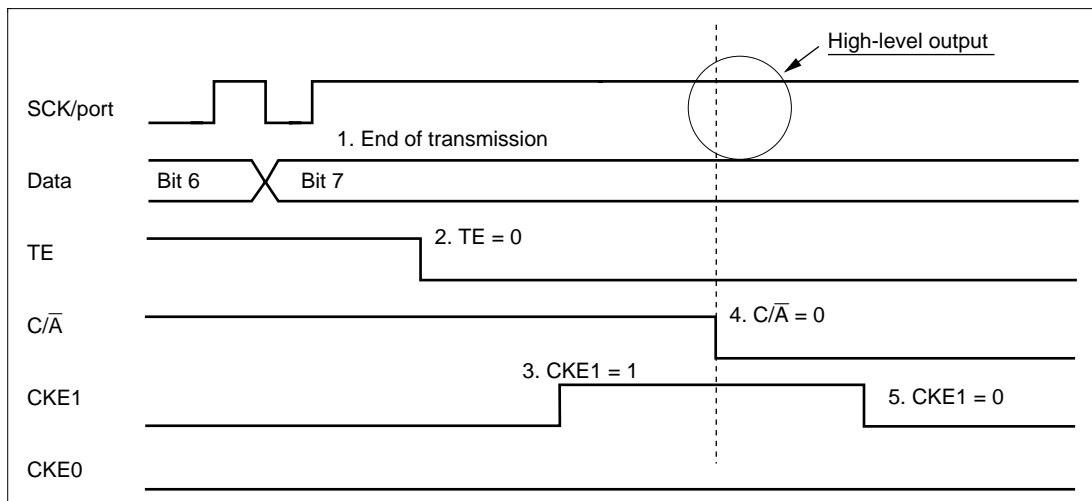 High-level output
SCK/port
1. End of transmission
Data
Bit 6
Bit 7
TE
2. TE = 0
C/A̅
4. C/A̅ = 0
3. CKE1 = 1
CKE1
5. CKE1 = 0
CKE0